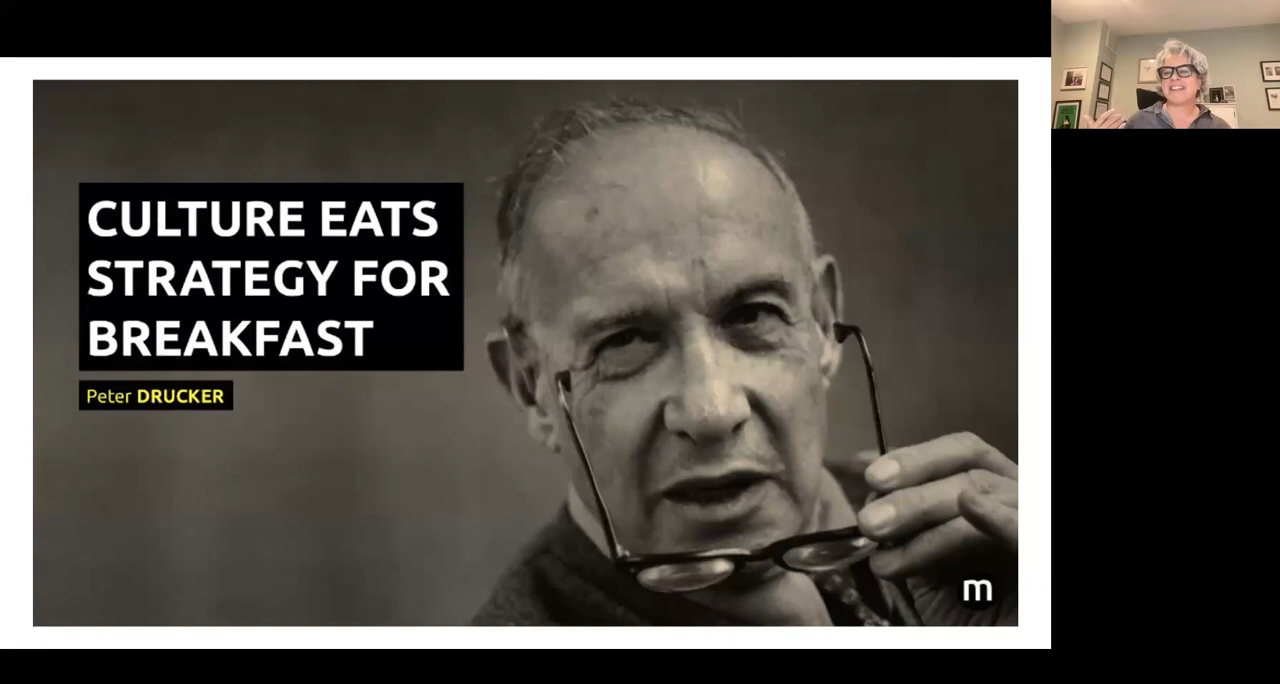 CULTURE EATS
STRATEGY FOR
BREAKFAST
Peter DRUCKER
m